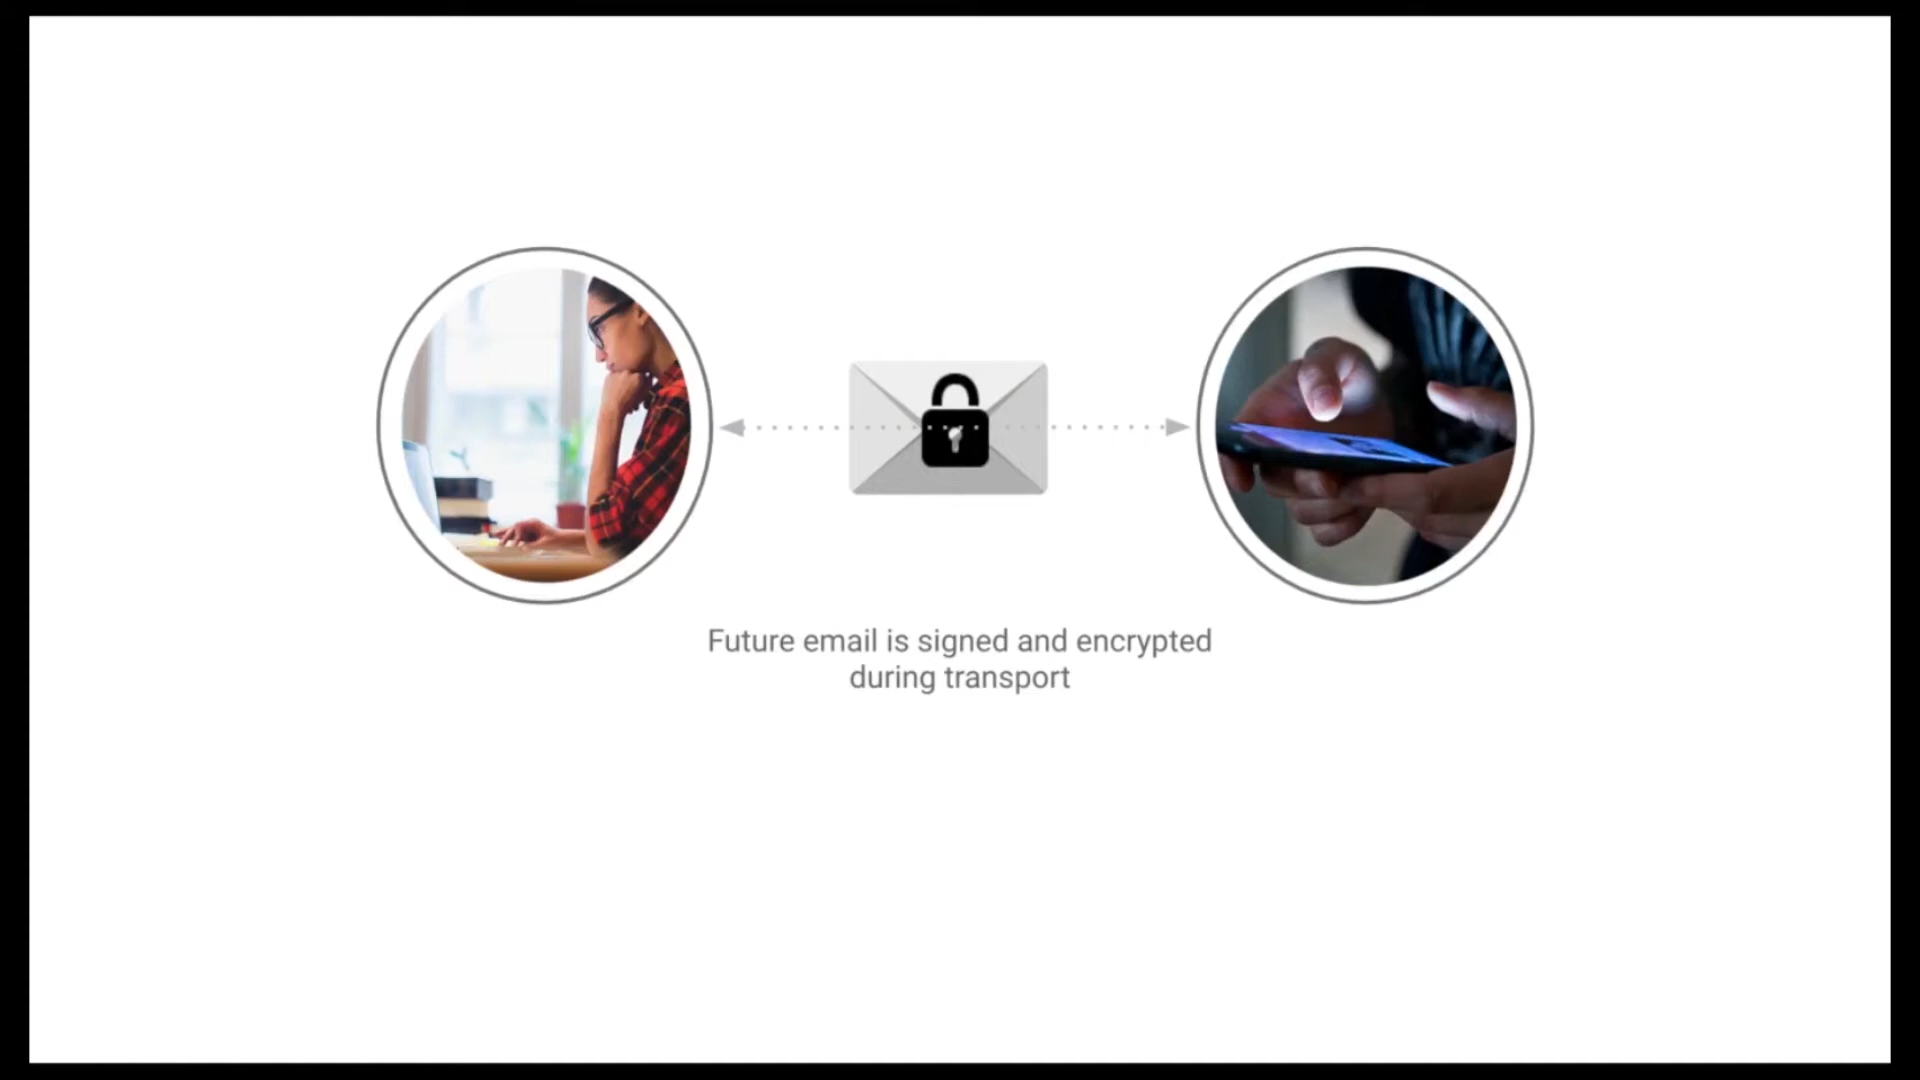 Future email is signed and encrypted
during transport